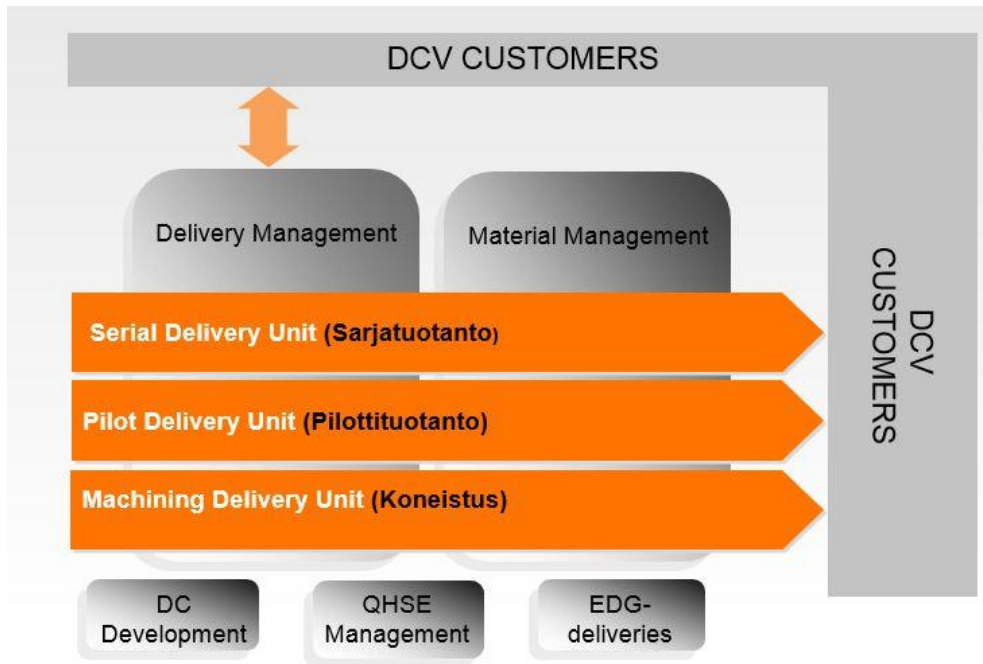 DCV CUSTOMERS
Delivery Management
Material Management
Serial Delivery Unit (Sarjatuotanto)
Pilot Delivery Unit (Pilottituotanto)
Machining Delivery Unit (Koneistus)
DCV
CUSTOMERS
DC
Development
QHSE
Management
EDG-
deliveries